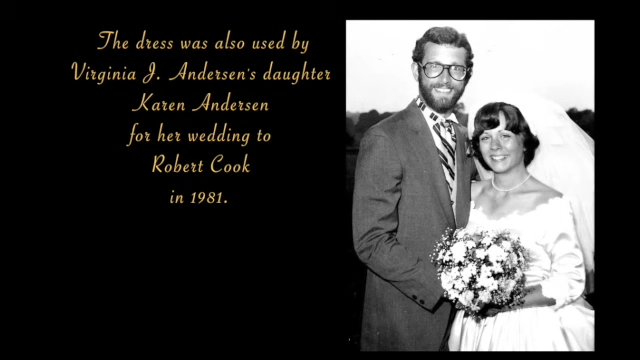 The dress was also used by
Virginia J. Andersen's daughter
Karen Andersen
for her wedding to
Robert Cook
in 1981.